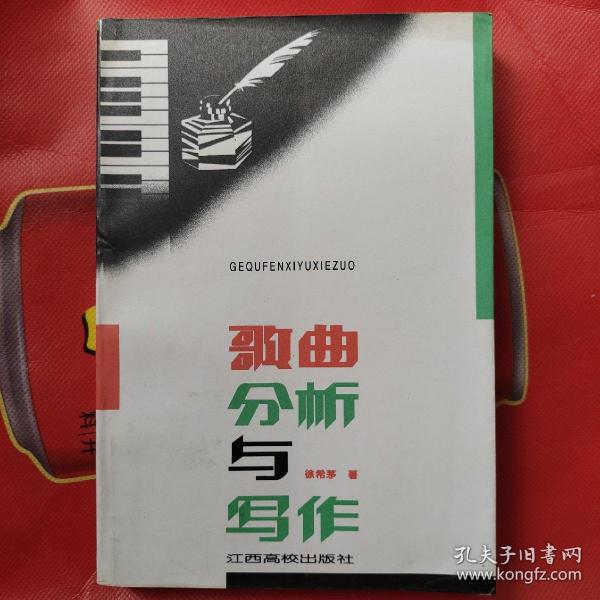 GEQUFENXIYUXIEZUO
歌曲
分析
与
徐希茅 著
写作
江西高校出版社
孔夫子旧书网
www.kongfz.com